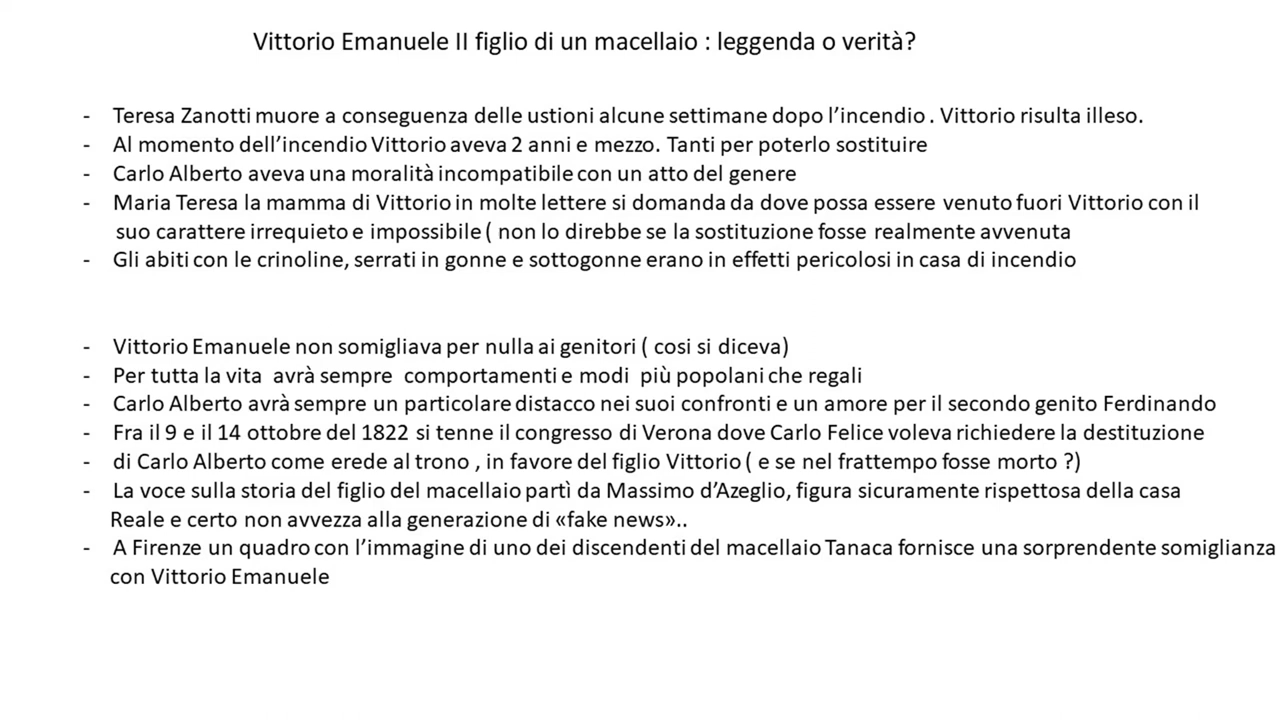 Vittorio Emanuele II figlio di un macellaio : leggenda o verità?
- Teresa Zanotti muore a conseguenza delle ustioni alcune settimane dopo l’incendio . Vittorio risulta illeso.
- Al momento dell’incendio Vittorio aveva 2 anni e mezzo. Tanti per poterlo sostituire
- Carlo Alberto aveva una moralità incompatibile con un atto del genere
- Maria Teresa la mamma di Vittorio in molte lettere si domanda da dove possa essere venuto fuori Vittorio con il
suo carattere irrequieto e impossibile ( non lo direbbe se la sostituzione fosse realmente avvenuta
- Gli abiti con le crinoline, serrati in gonne e sottogonne erano in effetti pericolosi in casa di incendio
- Vittorio Emanuele non somigliava per nulla ai genitori ( cosi si diceva)
- Per tutta la vita avrà sempre comportamenti e modi più popolani che regali
- Carlo Alberto avrà sempre un particolare distacco nei suoi confronti e un amore per il secondo genito Ferdinando
- Fra il 9 e il 14 ottobre del 1822 si tenne il congresso di Verona dove Carlo Felice voleva richiedere la destituzione
- di Carlo Alberto come erede al trono , in favore del figlio Vittorio ( e se nel frattempo fosse morto ?)
- La voce sulla storia del figlio del macellaio partì da Massimo d’Azeglio, figura sicuramente rispettosa della casa
Reale e certo non avvezza alla generazione di «fake news»..
- A Firenze un quadro con l’immagine di uno dei discendenti del macellaio Tanaca fornisce una sorprendente somiglianza
con Vittorio Emanuele